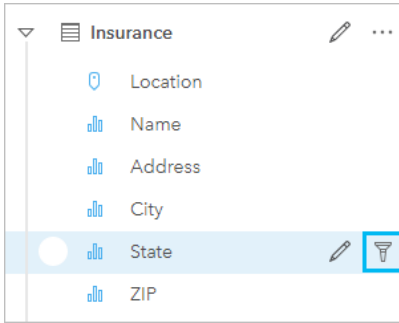 Insurance
Location
Name
Address
City
State
ZIP